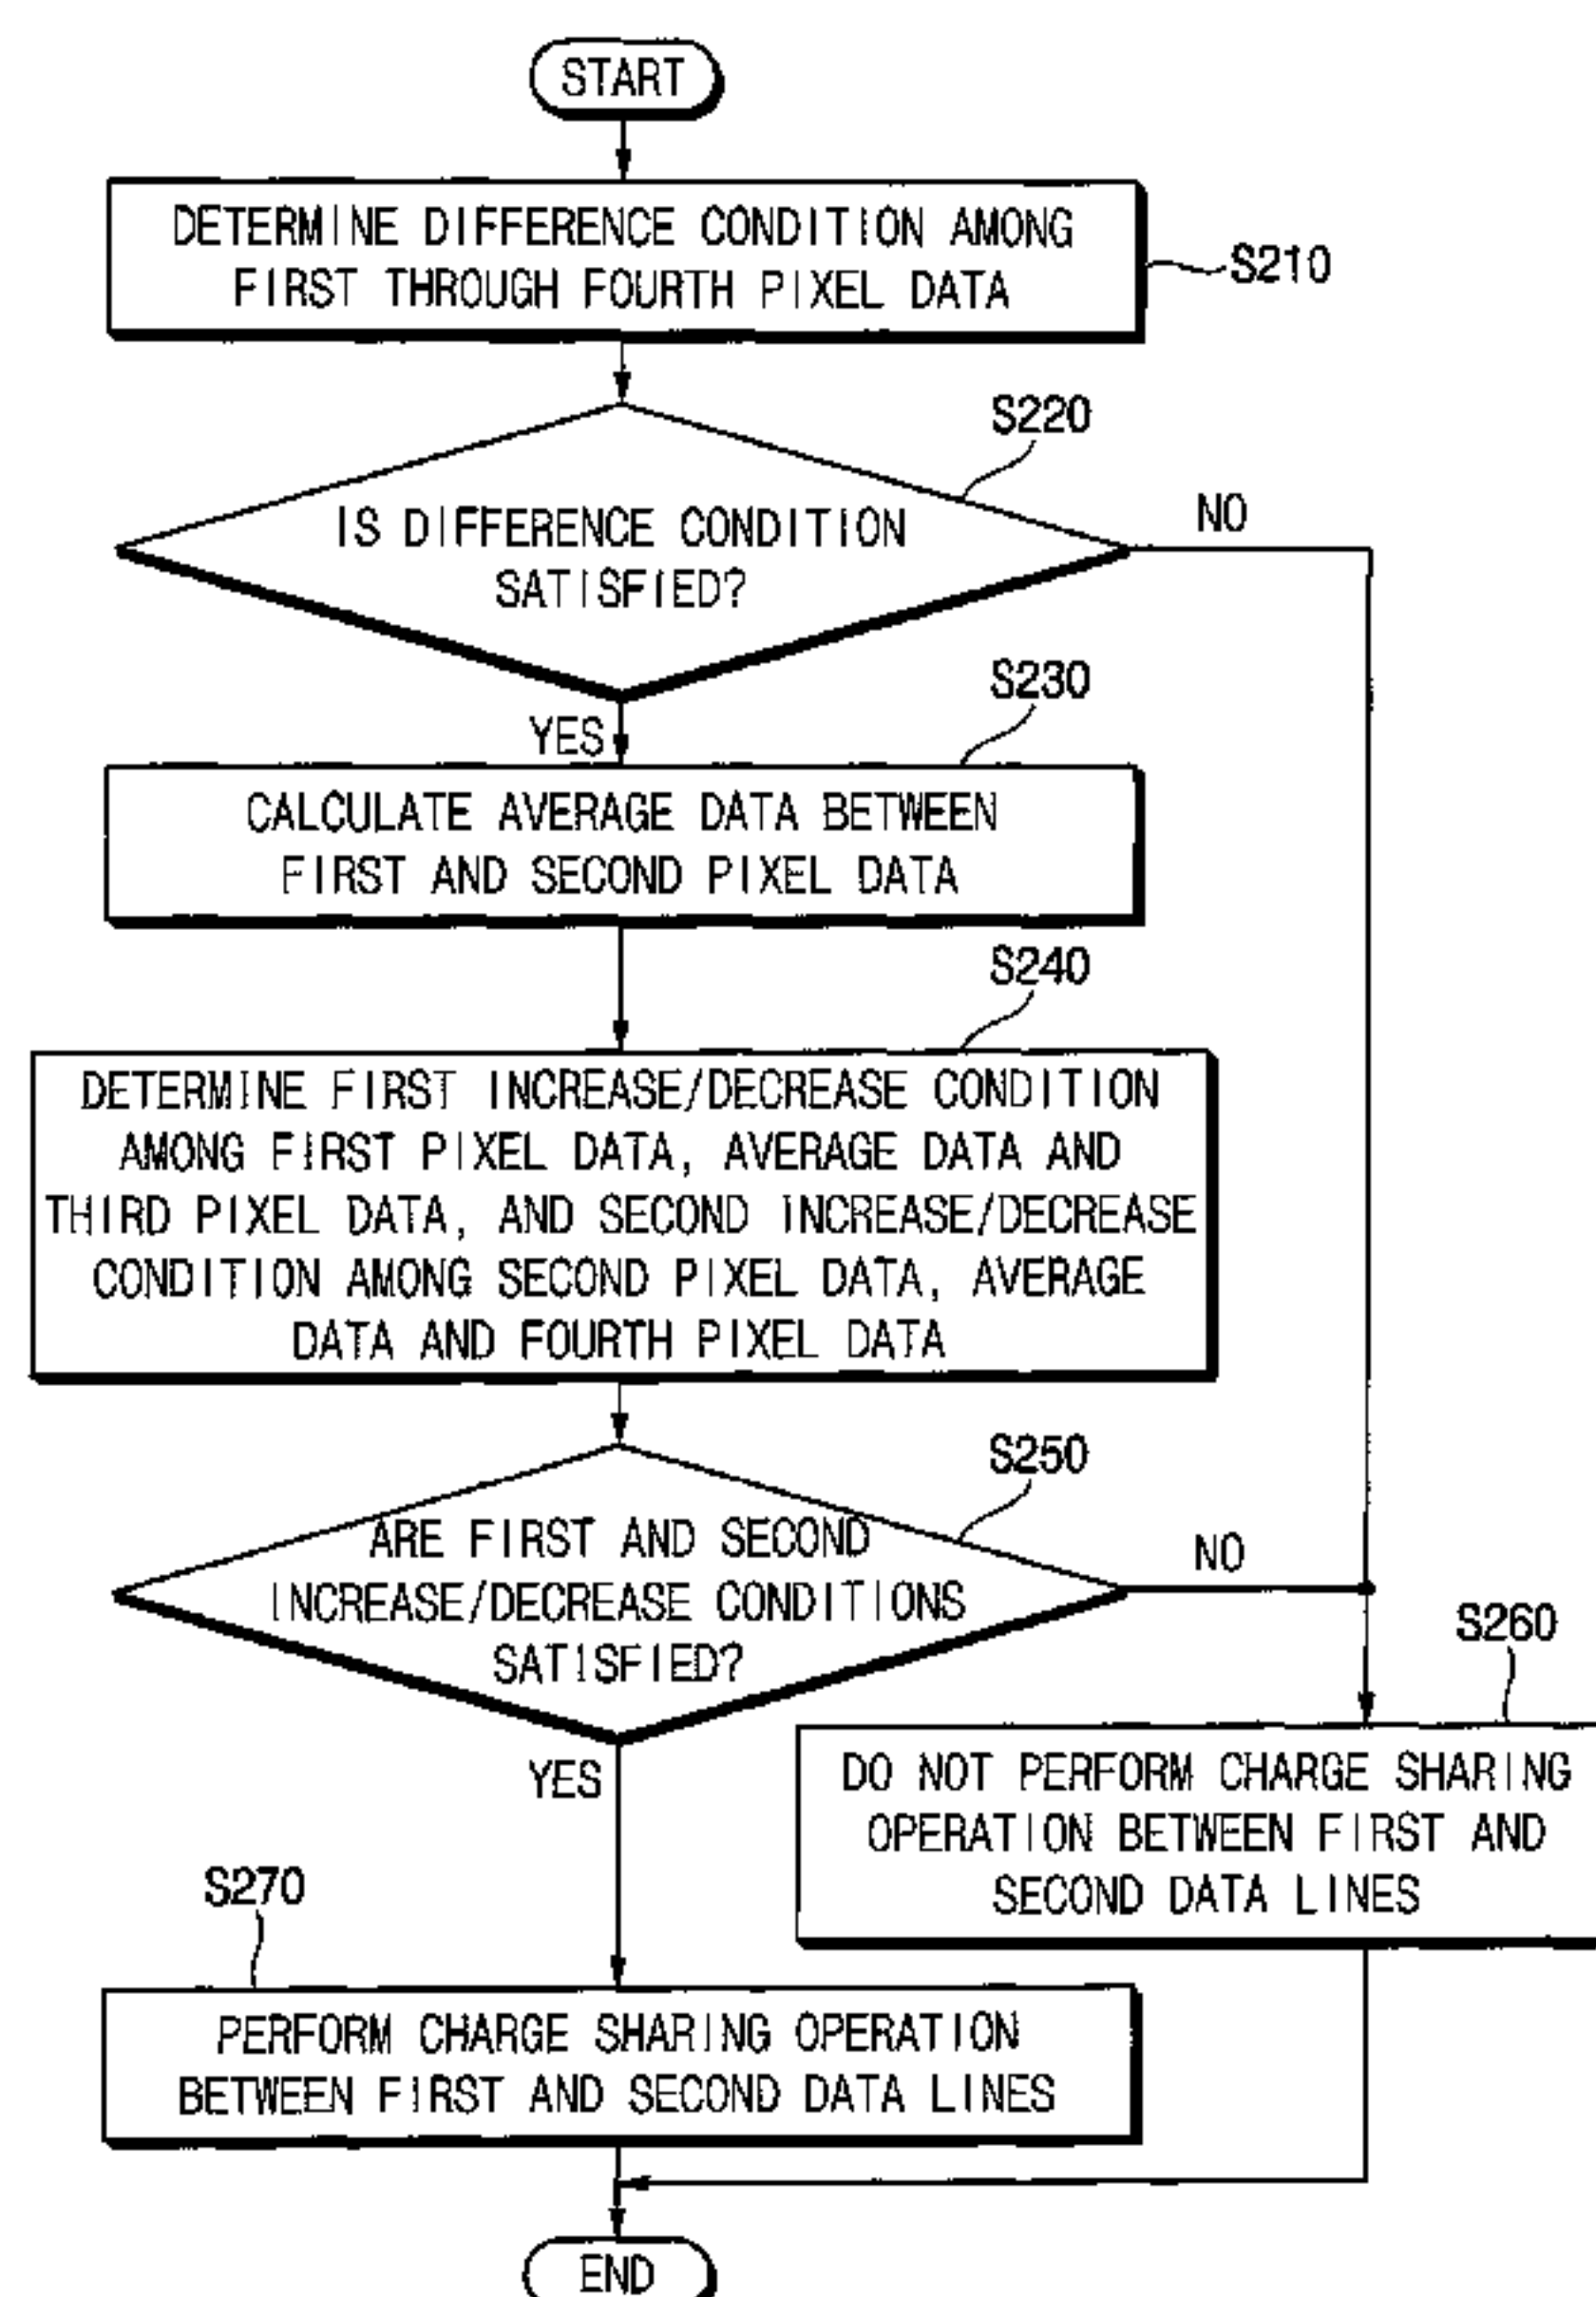 START
DETERMINE DIFFERENCE CONDITION AMONG
FIRST THROUGH FOURTH PIXEL DATA
S210
S220
IS DIFFERENCE CONDITION
SATISFIED?
NO
YES
S230
CALCULATE AVERAGE DATA BETWEEN
FIRST AND SECOND PIXEL DATA
S240
DETERMINE FIRST INCREASE/DECREASE CONDITION
AMONG FIRST PIXEL DATA, AVERAGE DATA AND
THIRD PIXEL DATA, AND SECOND INCREASE/DECREASE
CONDITION AMONG SECOND PIXEL DATA, AVERAGE
DATA AND FOURTH PIXEL DATA
S250
ARE FIRST AND SECOND
INCREASE/DECREASE CONDITIONS
SATISFIED?
NO
YES
S260
DO NOT PERFORM CHARGE SHARING
OPERATION BETWEEN FIRST AND
SECOND DATA LINES
S270
PERFORM CHARGE SHARING OPERATION
BETWEEN FIRST AND SECOND DATA LINES
END